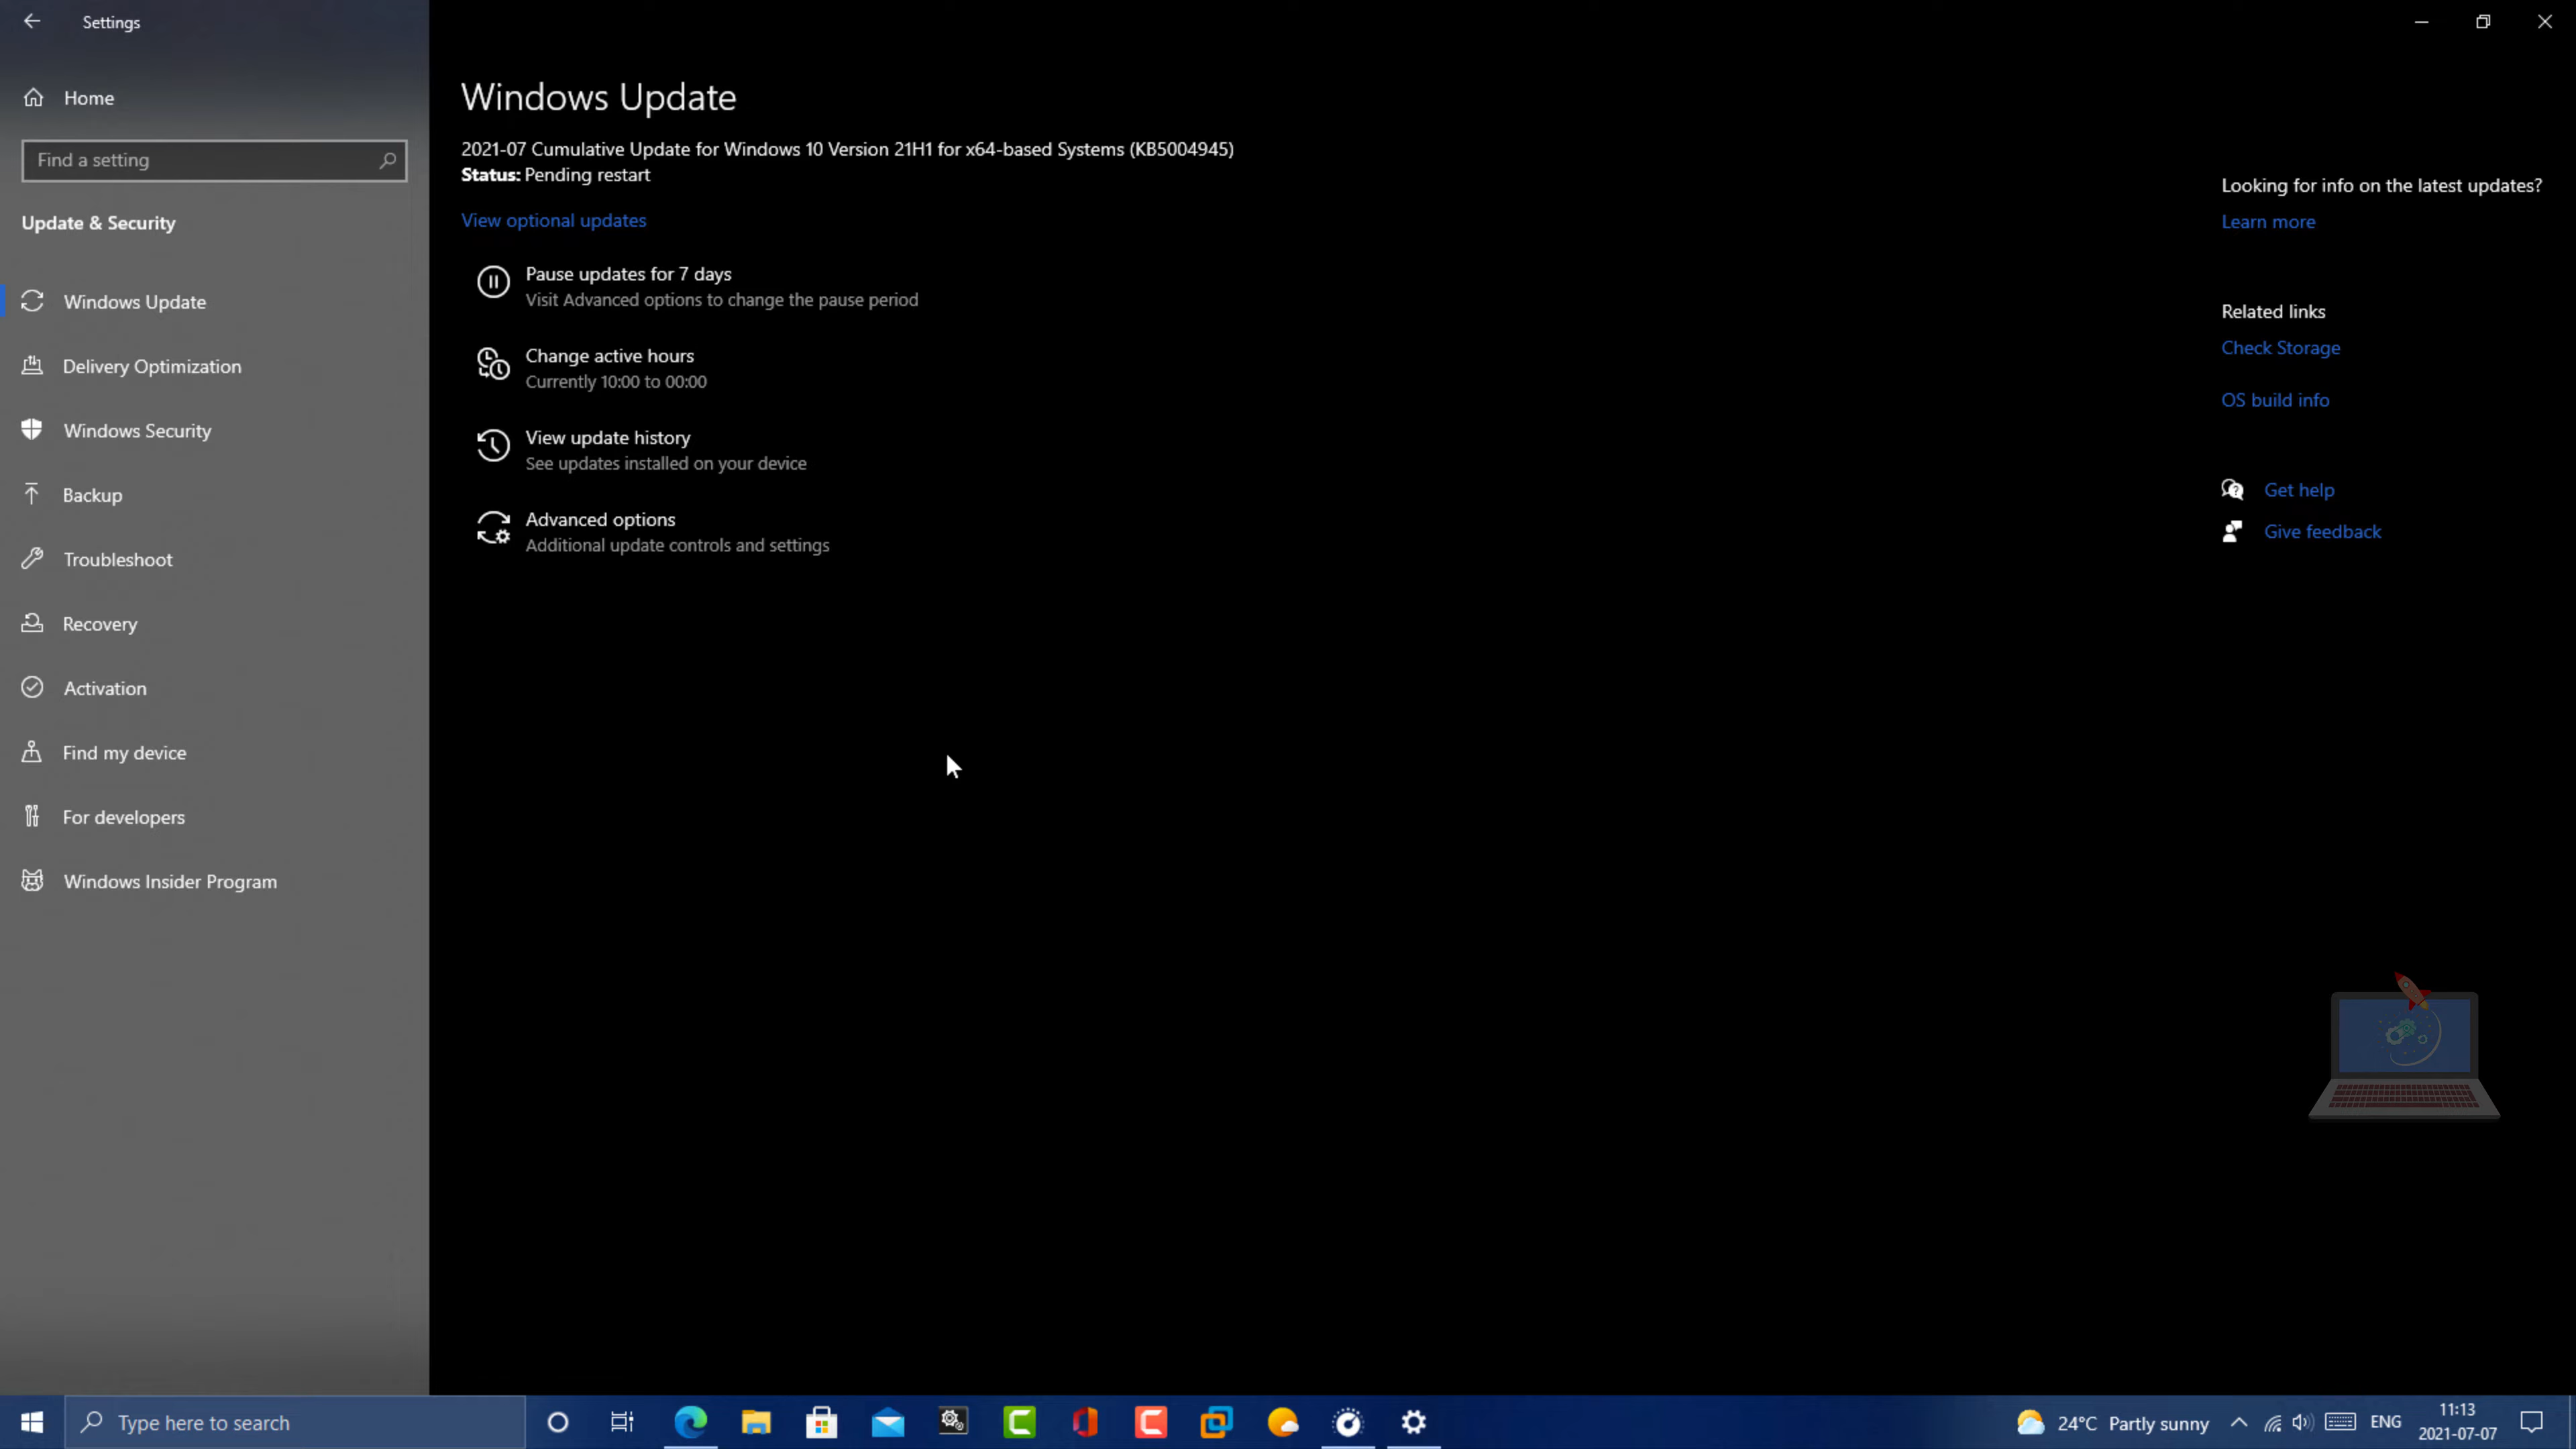 Settings
Home
Find a setting
Update & Security
Windows Update
Delivery Optimization
Windows Security
Backup
Troubleshoot
Recovery
Activation
Find my device
For developers
Windows Insider Program
Windows Update
2021-07 Cumulative Update for Windows 10 Version 21H1 for x64-based Systems (KB5004945)
Status: Pending restart
View optional updates
Pause updates for 7 days
Visit Advanced options to change the pause period
Change active hours
Currently 10:00 to 00:00
View update history
See updates installed on your device
Advanced options
Additional update controls and settings
Looking for info on the latest updates?
Learn more
Related links
Check Storage
OS build info
Get help
Give feedback
Type here to search
24°C Partly sunny
ENG
11:13
2021-07-07